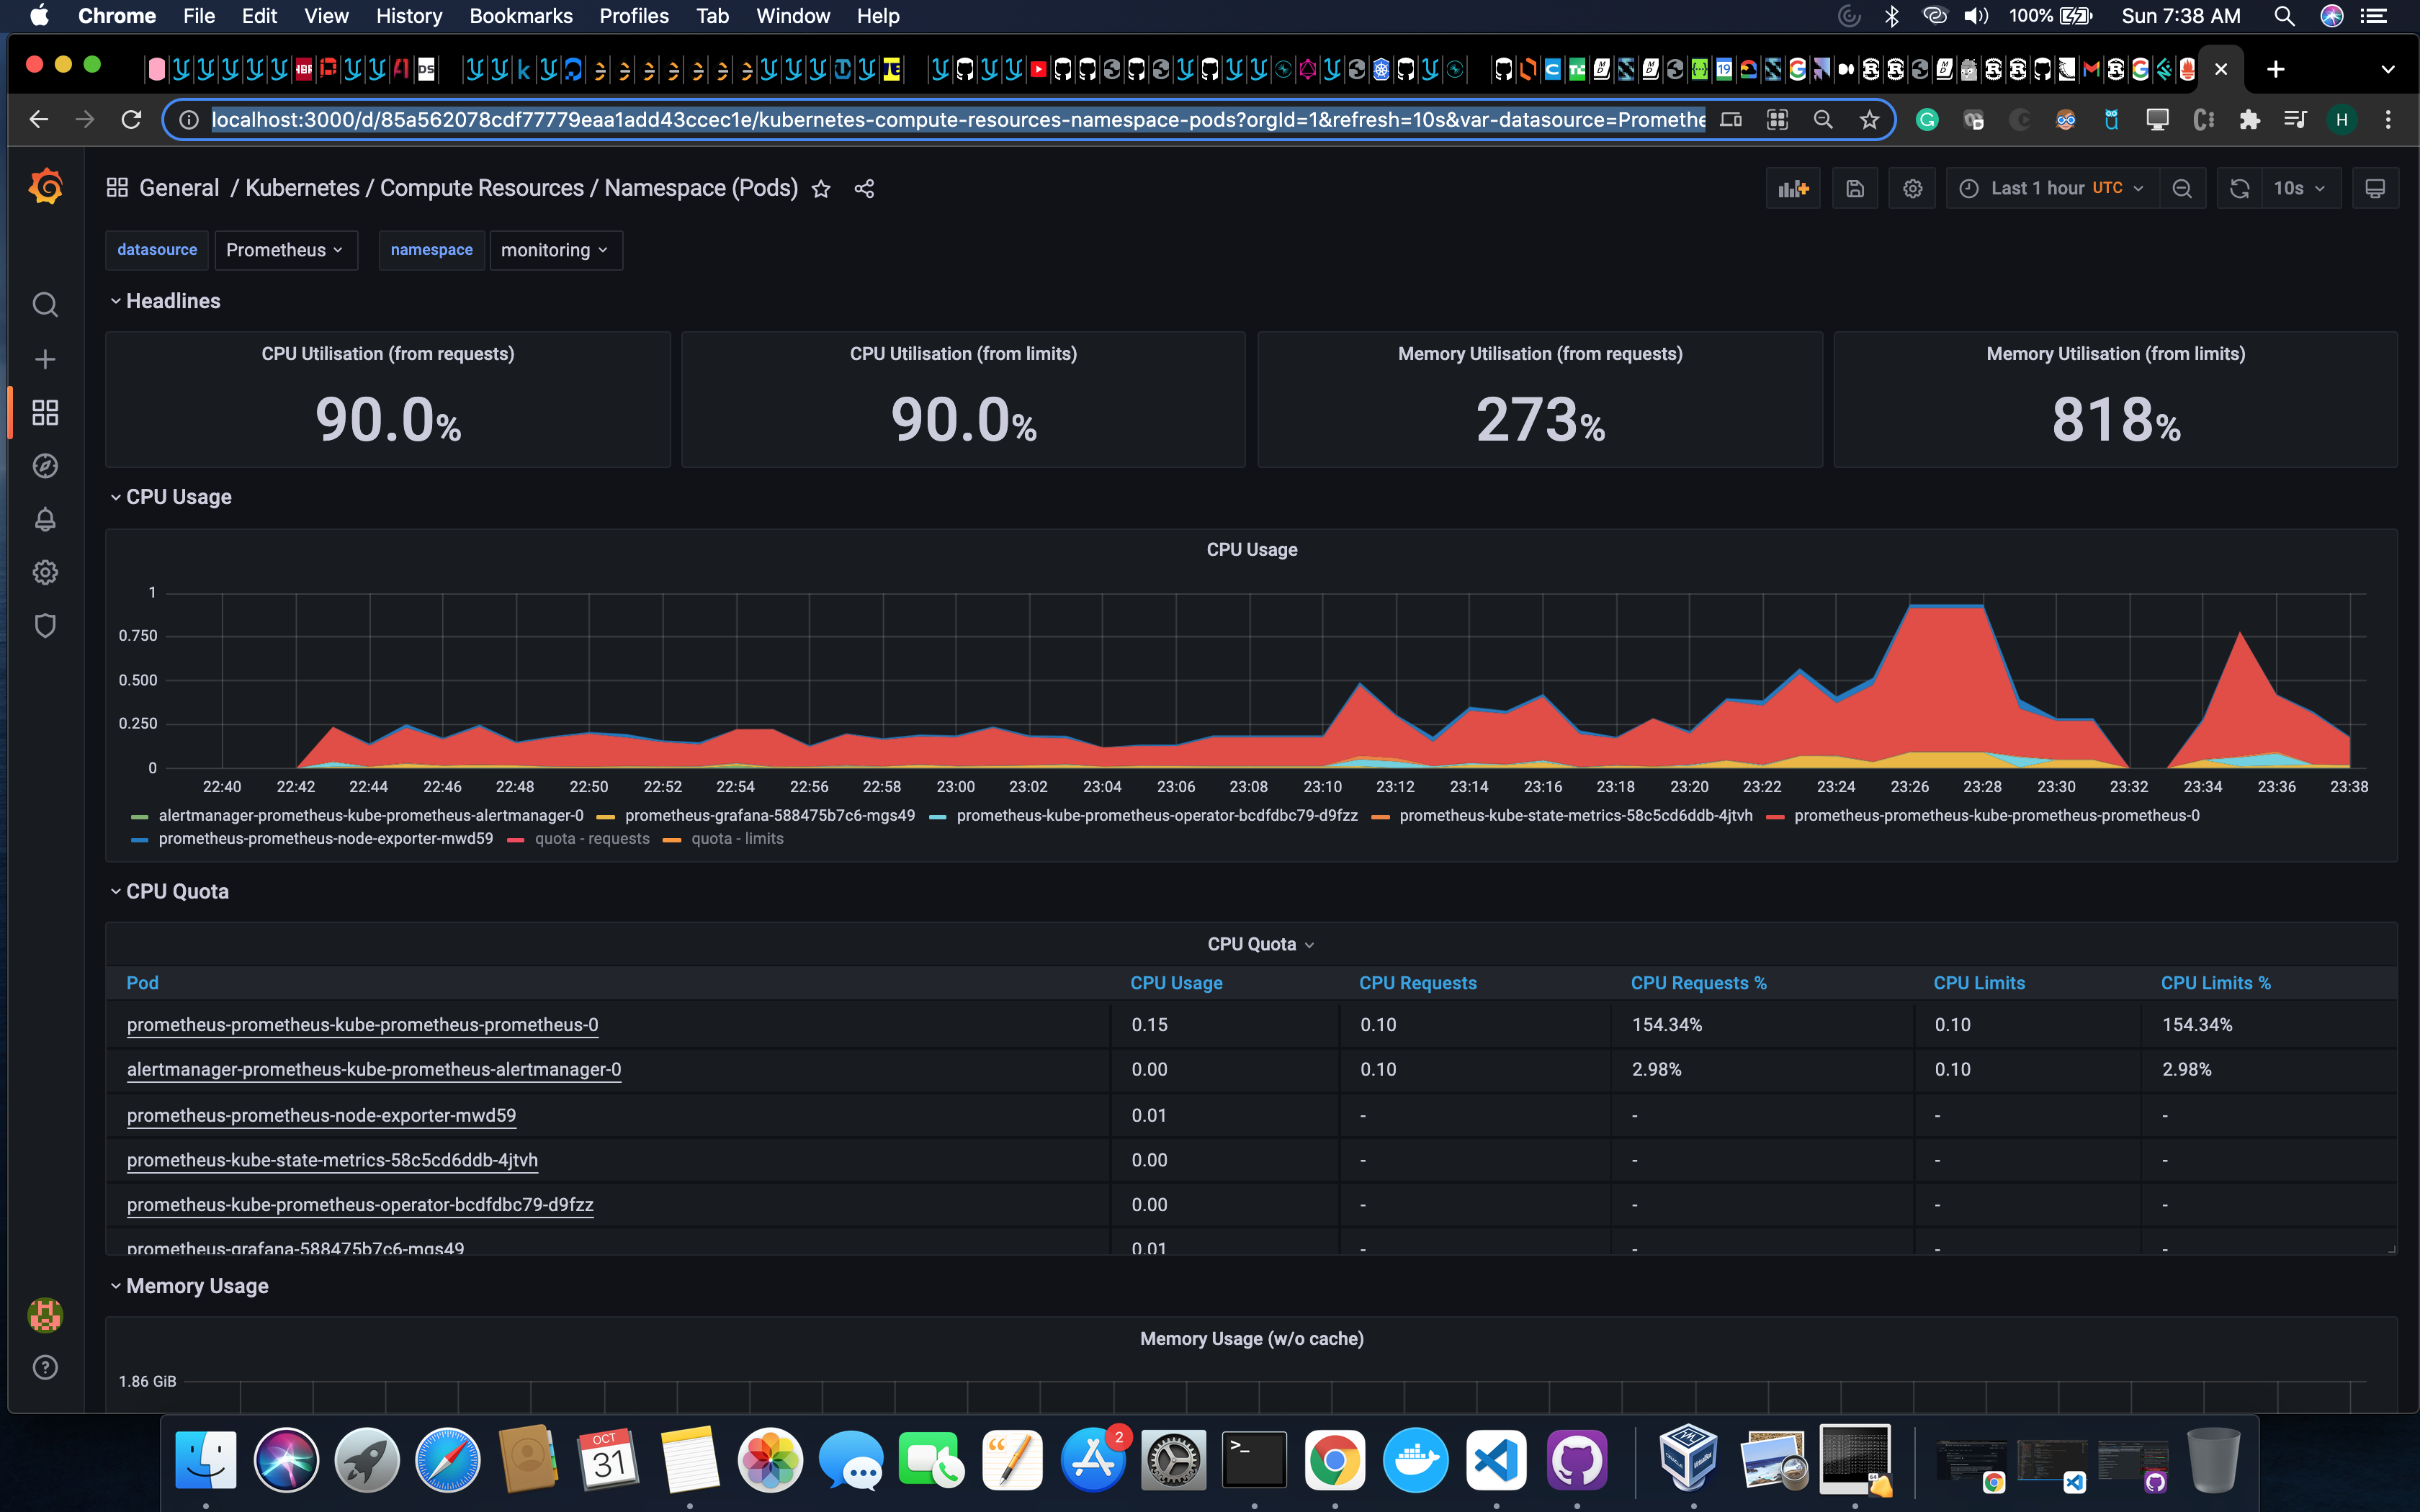 Chrome File Edit View History Bookmarks Profiles Tab Window Help 100% Sun 7:38 AM
localhost:3000/d/85a562078cdf77779eaa1add43ccec1e/kubernetes-compute-resources-namespace-pods?orgId=1&refresh=10s&var-datasource=Promethe H
General / Kubernetes / Compute Resources / Namespace (Pods) Last 1 hour UTC 10s
datasource Prometheus namespace monitoring
Headlines
CPU Utilisation (from requests) CPU Utilisation (from limits) Memory Utilisation (from requests) Memory Utilisation (from limits)
90.0% 90.0% 273% 818%
CPU Usage
CPU Usage
1
0.750
0.500
0.250
0
22:40 22:42 22:44 22:46 22:48 22:50 22:52 22:54 22:56 22:58 23:00 23:02 23:04 23:06 23:08 23:10 23:12 23:14 23:16 23:18 23:20 23:22 23:24 23:26 23:28 23:30 23:32 23:34 23:36 23:38
alertmanager-prometheus-kube-prometheus-alertmanager-0 prometheus-grafana-588475b7c6-mgs49 prometheus-kube-prometheus-operator-bcdfdbc79-d9fzz prometheus-kube-state-metrics-58c5cd6ddb-4jtvh prometheus-prometheus-kube-prometheus-prometheus-0
prometheus-prometheus-node-exporter-mwd59 quota - requests quota - limits
CPU Quota
CPU Quota
Pod CPU Usage CPU Requests CPU Requests % CPU Limits CPU Limits %
prometheus-prometheus-kube-prometheus-prometheus-0 0.15 0.10 154.34% 0.10 154.34%
alertmanager-prometheus-kube-prometheus-alertmanager-0 0.00 0.10 2.98% 0.10 2.98%
prometheus-prometheus-node-exporter-mwd59 0.01 - - - -
prometheus-kube-state-metrics-58c5cd6ddb-4jtvh 0.00 - - - -
prometheus-kube-prometheus-operator-bcdfdbc79-d9fzz 0.00 - - - -
prometheus-grafana-588475b7c6-mgs49 0.01 - - - -
Memory Usage
Memory Usage (w/o cache)
1.86 GiB
OCT
31
2